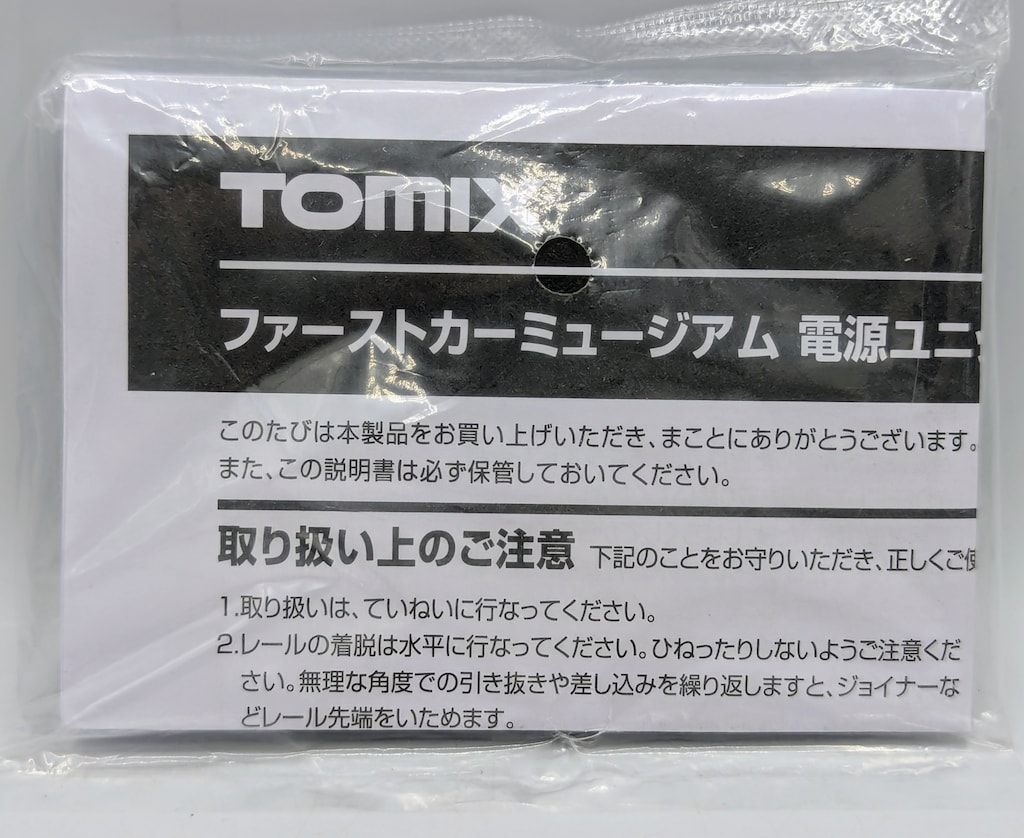 TOMIX
ファーストカーミュージアム 電源ユニ
このたびは本製品をお買い上げいただき、まことにありがとうございます。
また、この説明書は必ず保管しておいてください。
取り扱い上のご注意 下記のことをお守りいただき、正しくご使
1.取り扱いは、ていねいに行なってください。
2.レールの着脱は水平に行なってください。ひねったりしないようご注意くだ
さい。無理な角度での引き抜きや差し込みを繰り返しますと、ジョイナーな
どレール先端をいためます。